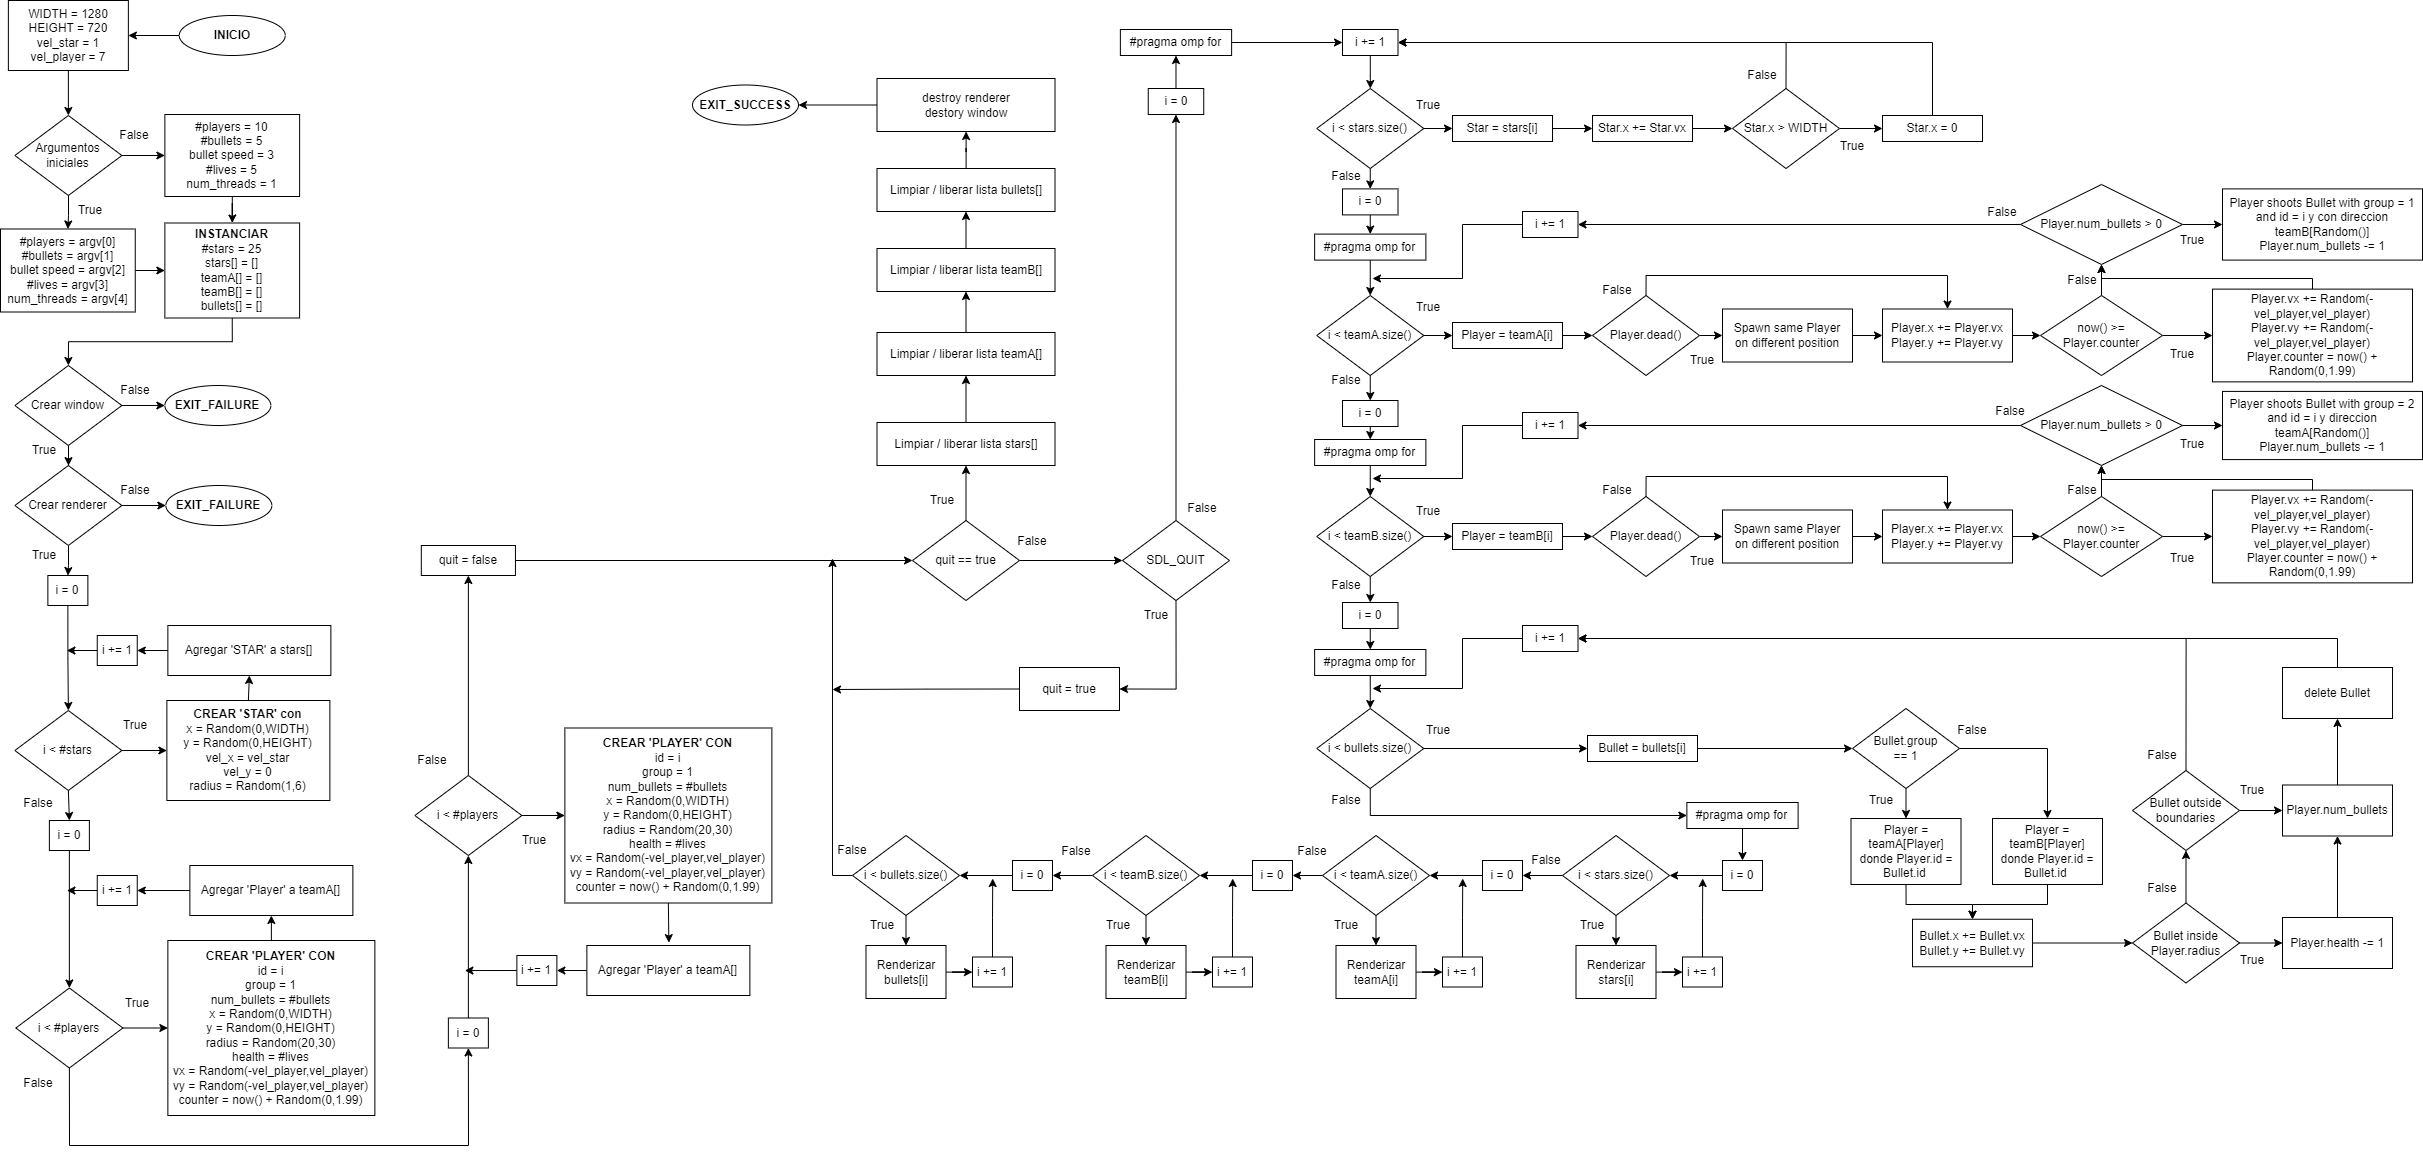 WIDTH = 1280
HEIGHT = 720
vel_star = 1
vel_player = 7
INICIO
Argumentos
iniciales
False
True
#players = 10
#bullets = 5
bullet speed = 3
#lives = 5
num_threads = 1
#players = argv[0]
#bullets = argv[1]
bullet speed = argv[2]
#lives = argv[3]
num_threads = argv[4]
INSTANCIAR
#stars = 25
stars[] = []
teamA[] = []
teamB[] = []
bullets[] = []
Crear window
False
EXIT_FAILURE
True
Crear renderer
False
EXIT_FAILURE
True
i = 0
i += 1
Agregar 'STAR' a stars[]
i < #stars
True
CREAR 'STAR' con
x = Random(0,WIDTH)
y = Random(0,HEIGHT)
vel_x = vel_star
vel_y = 0
radius = Random(1,6)
False
i = 0
i += 1
Agregar 'Player' a teamA[]
i < #players
True
CREAR 'PLAYER' CON
id = i
group = 1
num_bullets = #bullets
x = Random(0,WIDTH)
y = Random(0,HEIGHT)
radius = Random(20,30)
health = #lives
vx = Random(-vel_player,vel_player)
vy = Random(-vel_player,vel_player)
counter = now() + Random(0,1.99)
False
i = 0
i += 1
Agregar 'Player' a teamA[]
i < #players
True
CREAR 'PLAYER' CON
id = i
group = 1
num_bullets = #bullets
x = Random(0,WIDTH)
y = Random(0,HEIGHT)
radius = Random(20,30)
health = #lives
vx = Random(-vel_player,vel_player)
vy = Random(-vel_player,vel_player)
counter = now() + Random(0,1.99)
False
quit = false
quit == true
True
False
Limpiar / liberar lista stars[]
Limpiar / liberar lista teamA[]
Limpiar / liberar lista teamB[]
Limpiar / liberar lista bullets[]
destroy renderer
destory window
EXIT_SUCCESS
SDL_QUIT
True
quit = true
False
i = 0
#pragma omp for
i += 1
i < stars.size()
True
Star = stars[i]
Star.x += Star.vx
Star.x > WIDTH
False
True
Star.x = 0
False
i = 0
#pragma omp for
i += 1
i < teamA.size()
True
Player = teamA[i]
Player.dead()
False
True
Spawn same Player
on different position
Player.x += Player.vx
Player.y += Player.vy
now() >=
Player.counter
False
True
Player.vx += Random(-
vel_player,vel_player)
Player.vy += Random(-
vel_player,vel_player)
Player.counter = now() +
Random(0,1.99)
Player.num_bullets > 0
False
True
Player shoots Bullet with group = 1
and id = i y con direccion
teamB[Random()]
Player.num_bullets -= 1
False
i = 0
#pragma omp for
i += 1
i < teamB.size()
True
Player = teamB[i]
Player.dead()
False
True
Spawn same Player
on different position
Player.x += Player.vx
Player.y += Player.vy
now() >=
Player.counter
False
True
Player.vx += Random(-
vel_player,vel_player)
Player.vy += Random(-
vel_player,vel_player)
Player.counter = now() +
Random(0,1.99)
Player.num_bullets > 0
False
True
Player shoots Bullet with group = 2
and id = i y direccion
teamA[Random()]
Player.num_bullets -= 1
False
i = 0
#pragma omp for
i += 1
i < bullets.size()
True
Bullet = bullets[i]
Bullet.group
== 1
True
False
Player =
teamA[Player]
donde Player.id =
Bullet.id
Player =
teamB[Player]
donde Player.id =
Bullet.id
Bullet.x += Bullet.vx
Bullet.y += Bullet.vy
Bullet inside
Player.radius
False
True
Player.health -= 1
Bullet outside
boundaries
False
True
Player.num_bullets
delete Bullet
False
#pragma omp for
i = 0
i < stars.size()
True
Renderizar
stars[i]
i += 1
False
i = 0
i < teamA.size()
True
Renderizar
teamA[i]
i += 1
False
i = 0
i < teamB.size()
True
Renderizar
teamB[i]
i += 1
False
i = 0
i < bullets.size()
True
Renderizar
bullets[i]
i += 1
False